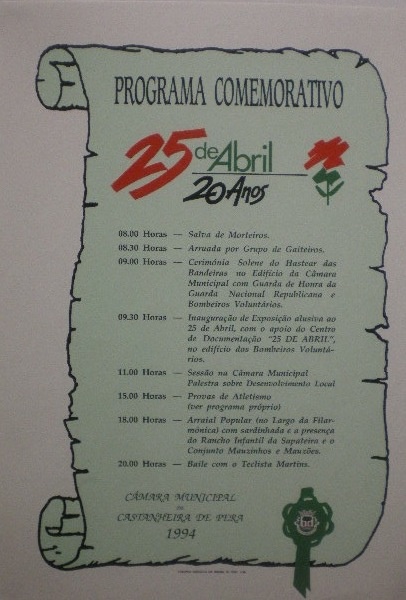 PROGRAMA COMEMORATIVO
25 de Abril
20 Anos
08.00 Horas — Salva de Morteiros.
08.30 Horas — Arruada por Grupo de Gaiteiros.
09.00 Horas — Cerimónia Solene do Hastear das
Bandeiras no Edifício da Câmara
Municipal com Guarda de Honra da
Guarda Nacional Republicana e
Bombeiros Voluntários.
09.30 Horas — Inauguração de Exposição alusiva ao
25 de Abril, com o apoio do Centro
de Documentação "25 DE ABRIL",
no edifício dos Bombeiros Voluntá-
rios.
11.00 Horas — Sessão na Câmara Municipal
Palestra sobre Desenvolvimento Local
15.00 Horas — Provas de Atletismo
(ver programa próprio)
18.00 Horas — Arraial Popular (no Largo da Filar-
mónica) com sardinhada e a presença
do Rancho Infantil da Sapateira e o
Conjunto Mauzinhos e Mauzões.
20.00 Horas — Baile com o Teclista Martins.
CÂMARA MUNICIPAL
DE
CASTANHEIRA DE PERA
1994